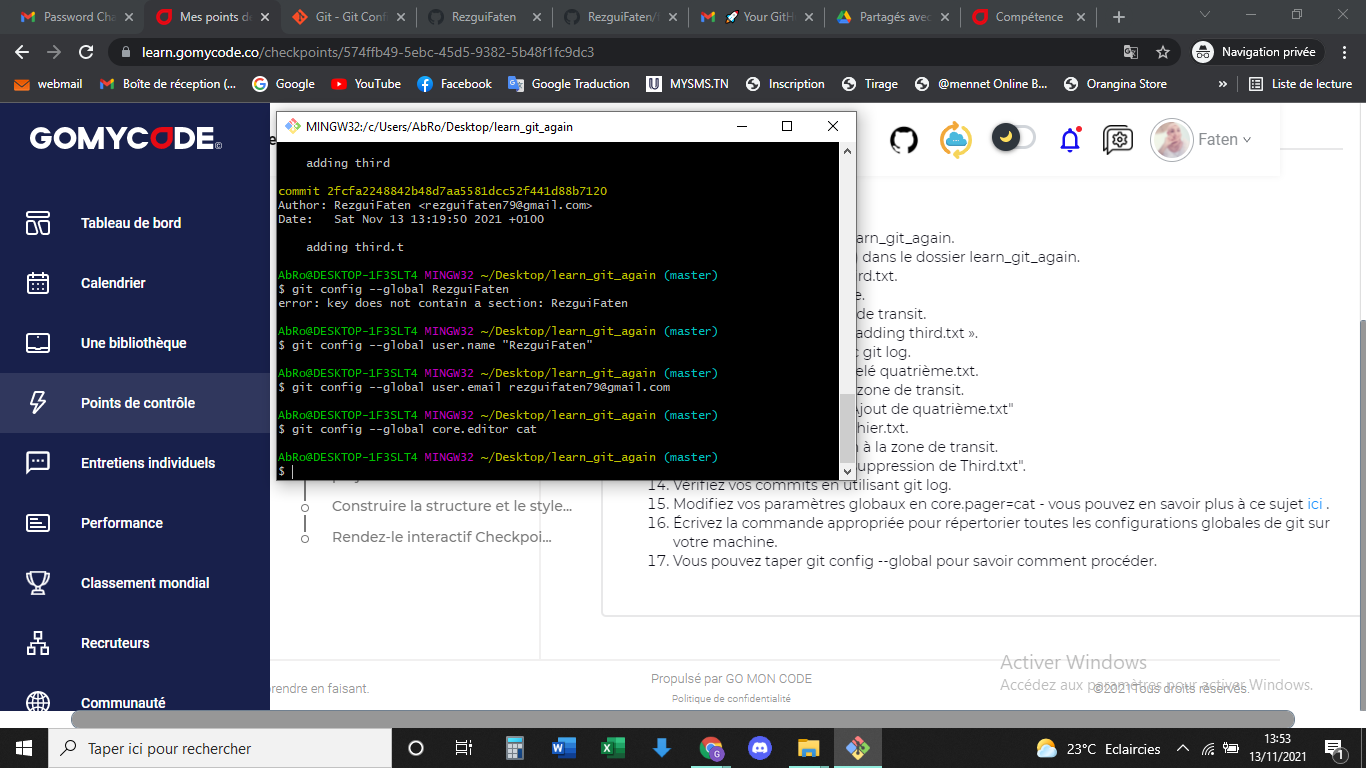 Password Cha
Mes points de
Git - Git Confi
RezguiFaten
RezguiFaten/
🚀 Your GitH
Partagés avec
Compétence
learn.gomycode.co/checkpoints/574ffb49-5ebc-45d5-9382-5b48f1fc9dc3
Navigation privée
webmail
Boîte de réception (...
Google
YouTube
Facebook
Google Traduction
MYSMS.TN
Inscription
Tirage
@mennet Online B...
Orangina Store
»
Liste de lecture
GOMYCODE
Faten
Tableau de bord
Calendrier
Une bibliothèque
Points de contrôle
Entretiens individuels
Performance
Classement mondial
Recruteurs
Communauté
MINGW32:/c/Users/AbRo/Desktop/learn_git_again
adding third
commit 2fcfa2248842b48d7aa5581dcc52f441d88b7120
Author: RezguiFaten <rezguifaten79@gmail.com>
Date: Sat Nov 13 13:19:50 2021 +0100
adding third.t
AbRo@DESKTOP-1F3SLT4 MINGW32 ~/Desktop/learn_git_again (master)
$ git config --global RezguiFaten
error: key does not contain a section: RezguiFaten
AbRo@DESKTOP-1F3SLT4 MINGW32 ~/Desktop/learn_git_again (master)
$ git config --global user.name "RezguiFaten"
AbRo@DESKTOP-1F3SLT4 MINGW32 ~/Desktop/learn_git_again (master)
$ git config --global user.email rezguifaten79@gmail.com
AbRo@DESKTOP-1F3SLT4 MINGW32 ~/Desktop/learn_git_again (master)
$ git config --global core.editor cat
AbRo@DESKTOP-1F3SLT4 MINGW32 ~/Desktop/learn_git_again (master)
$
arn_git_again.
dans le dossier learn_git_again.
rd.txt.
e.
de transit.
adding third.txt ».
git log.
elé quatrième.txt.
zone de transit.
Ajout de quatrième.txt"
hier.txt.
à la zone de transit.
uppression de Third.txt".
14. Vérifiez vos commits en utilisant git log.
15. Modifiez vos paramètres globaux en core.pager=cat - vous pouvez en savoir plus à ce sujet ici .
16. Écrivez la commande appropriée pour répertorier toutes les configurations globales de git sur
votre machine.
17. Vous pouvez taper git config --global pour savoir comment procéder.
Construire la structure et le style...
Rendez-le interactif Checkpoi...
prendre en faisant.
Propulsé par GO MON CODE
Politique de confidentialité
©2021Tous droits réservés.
Activer Windows
Accédez aux paramètres pour activer Windows.
Taper ici pour rechercher
23°C Eclaircies
13:53
13/11/2021
1